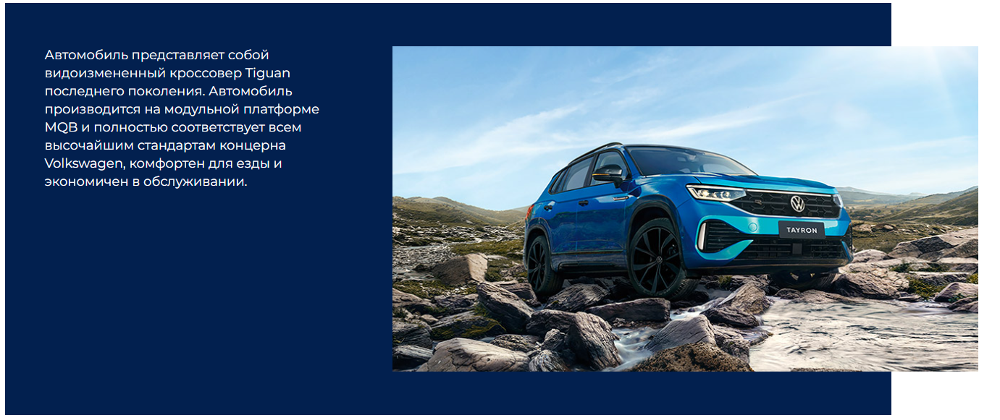 Автомобиль представляет собой
видоизмененный кроссовер Tiguan
последнего поколения. Автомобиль
производится на модульной платформе
MQB и полностью соответствует всем
высочайшим стандартам концерна
Volkswagen, комфортен для езды и
экономичен в обслуживании.
TAYRON